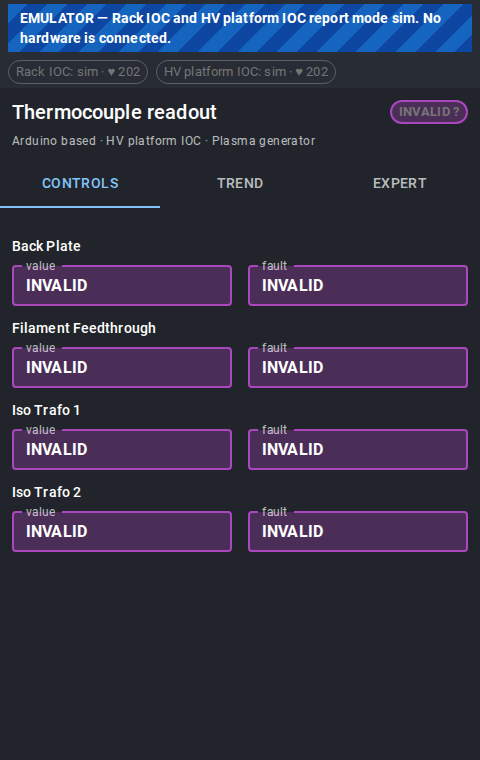 EMULATOR — Rack IOC and HV platform IOC report mode sim. No
hardware is connected.
Rack IOC: sim · ♥ 202
HV platform IOC: sim · ♥ 202
Thermocouple readout
INVALID ?
Arduino based · HV platform IOC · Plasma generator
CONTROLS
TREND
EXPERT
Back Plate
value
fault
INVALID
INVALID
Filament Feedthrough
value
fault
INVALID
INVALID
Iso Trafo 1
value
fault
INVALID
INVALID
Iso Trafo 2
value
fault
INVALID
INVALID